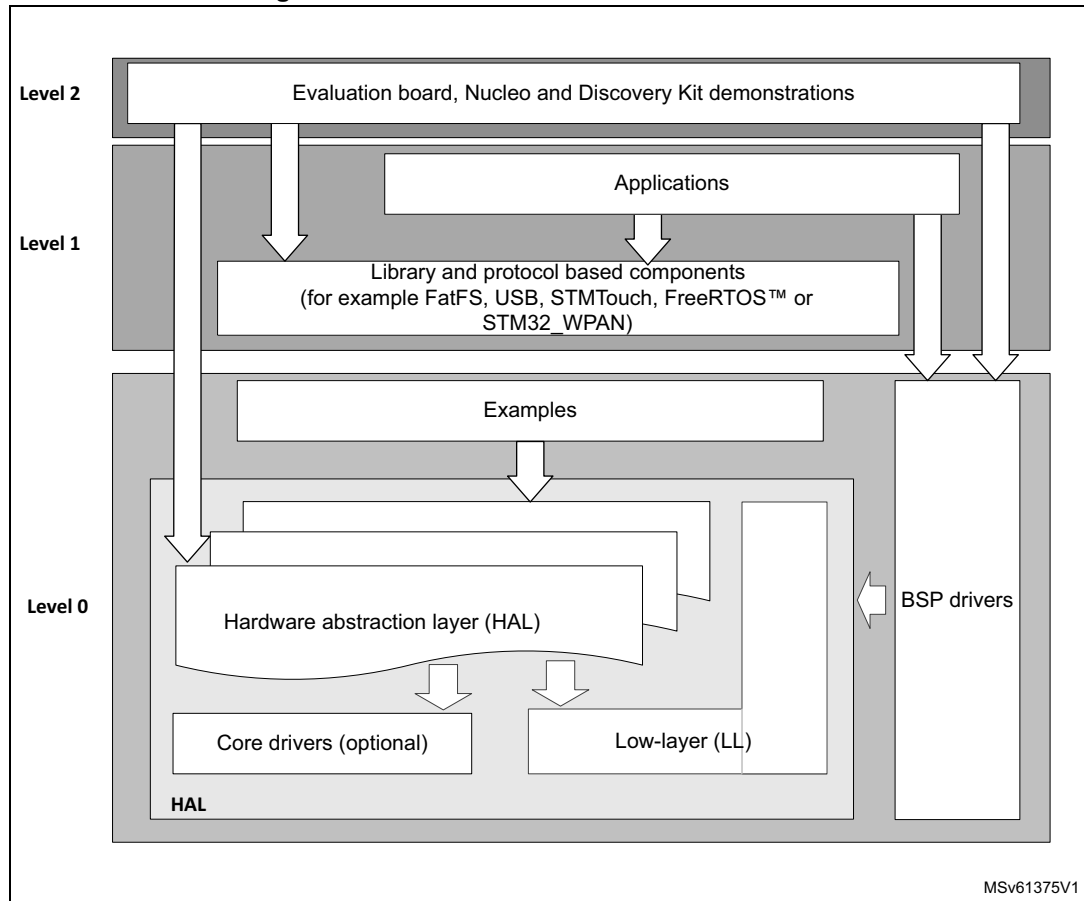 Level 2
Evaluation board, Nucleo and Discovery Kit demonstrations
Applications
Level 1
Library and protocol based components
(for example FatFS, USB, STMTouch, FreeRTOS™ or
STM32_WPAN)
Examples
Level 0
Hardware abstraction layer (HAL)
BSP drivers
Core drivers (optional)
Low-layer (LL)
HAL
MSv61375V1